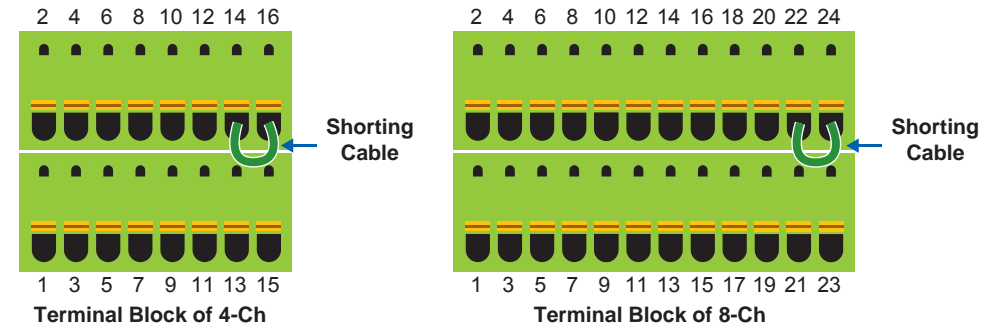 2 4 6 8 10 12 14 16
Shorting
Cable
1 3 5 7 9 11 13 15
Terminal Block of 4-Ch
2 4 6 8 10 12 14 16 18 20 22 24
Shorting
Cable
1 3 5 7 9 11 13 15 17 19 21 23
Terminal Block of 8-Ch